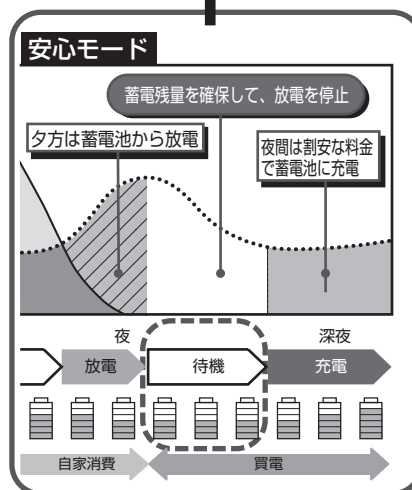 安心モード
蓄電残量を確保して、放電を停止
夕方は蓄電池から放電
夜間は割安な料金
で蓄電池に充電
夜
深夜
放電
待機
充電
自家消費
買電